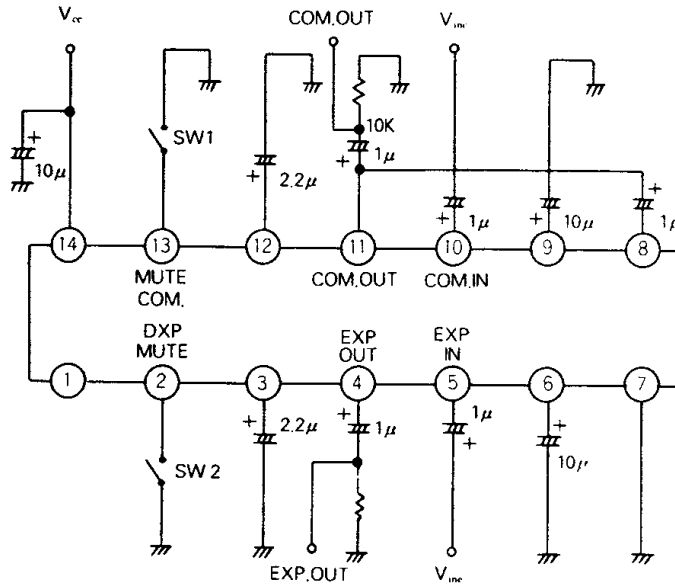 Vcc
COM.OUT
Vinc
+
10μ
SW1
+
2.2μ
10K
+
1μ
+
1μ
+
10μ
+
1μ
14
13
12
11
10
9
8
MUTE
COM.
COM.OUT
COM.IN
DXP
MUTE
EXP
OUT
EXP
IN
1
2
3
4
5
6
7
SW 2
+
2.2μ
+
1μ
1μ
+
+
10μ
EXP.OUT
Vinc